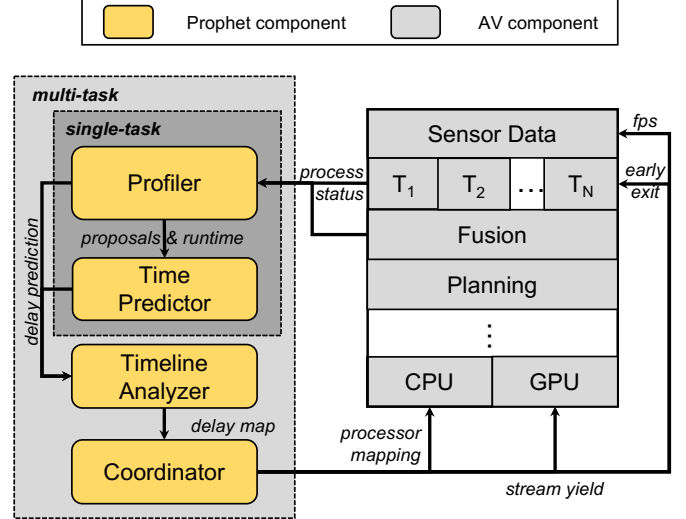 Prophet component
AV component
multi-task
single-task
Profiler
proposals & runtime
Time
Predictor
delay prediction
Timeline
Analyzer
delay map
Coordinator
process
status
Sensor Data
T1
T2
...
TN
Fusion
Planning
⋮
CPU
GPU
fps
early
exit
processor
mapping
stream yield